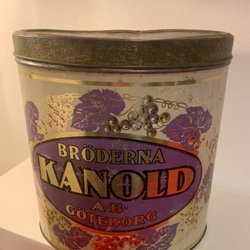 BRÖDERNA
KANOLD
A-B-
GÖTEBORG